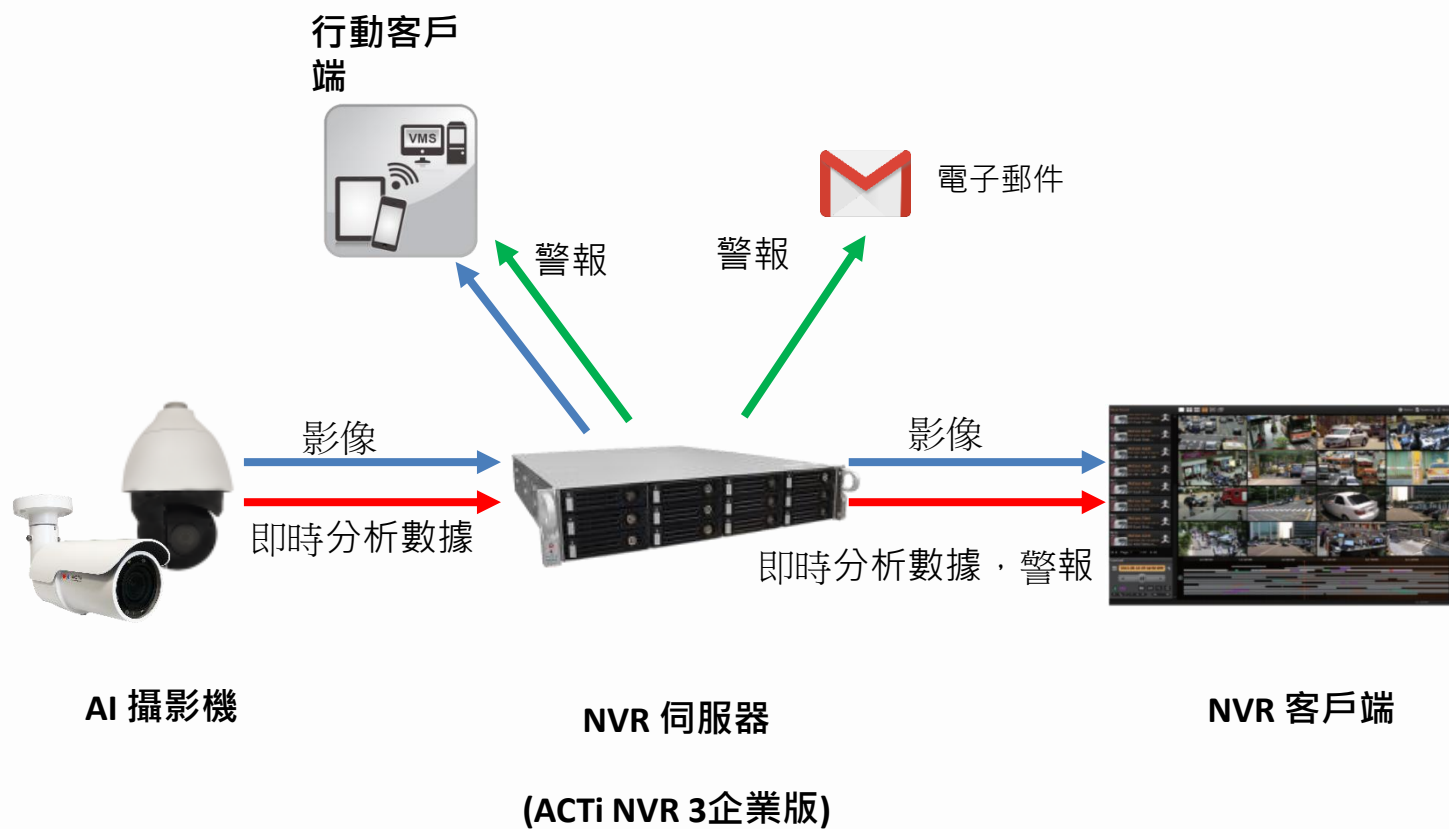 行動客戶
端
VMS
電子郵件
警報
警報
影像
影像
即時分析數據
即時分析數據，警報
AI 攝影機
NVR 伺服器
NVR 客戶端
(ACTi NVR 3企業版)